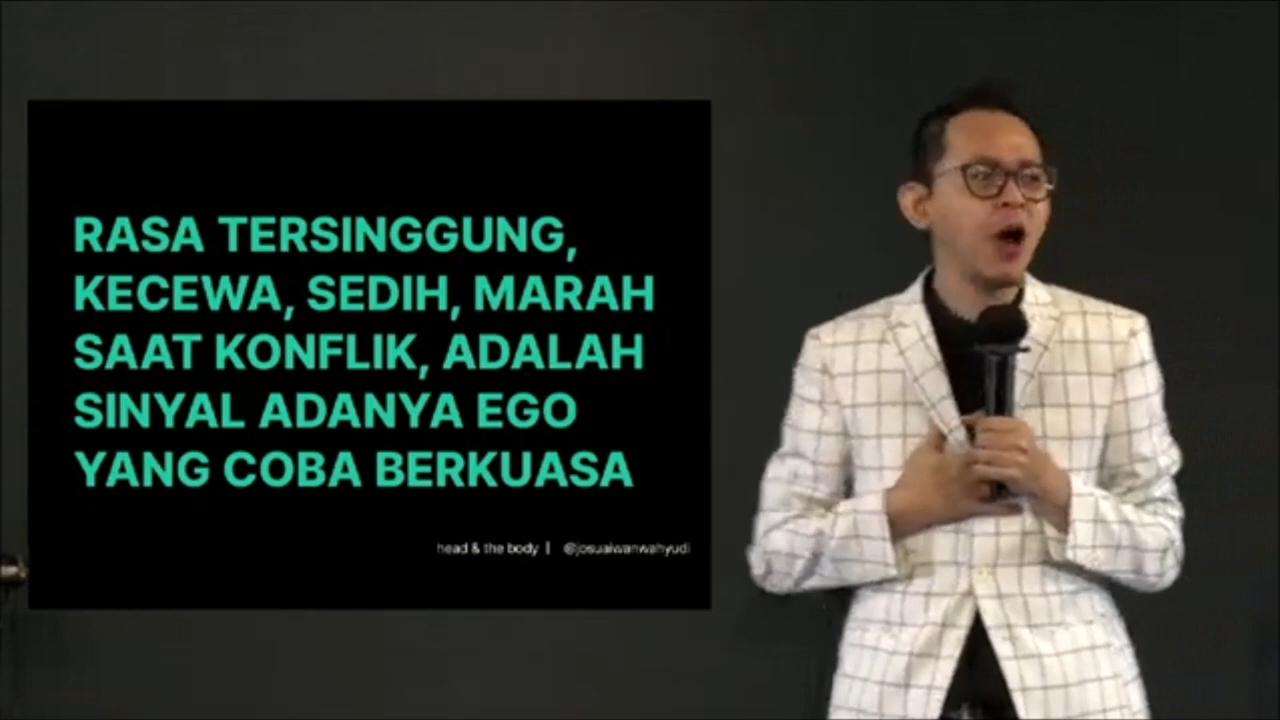 RASA TERSINGGUNG,
KECEWA, SEDIH, MARAH
SAAT KONFLIK, ADALAH
SINYAL ADANYA EGO
YANG COBA BERKUASA
head & the body | @josuaiwanwahyudi